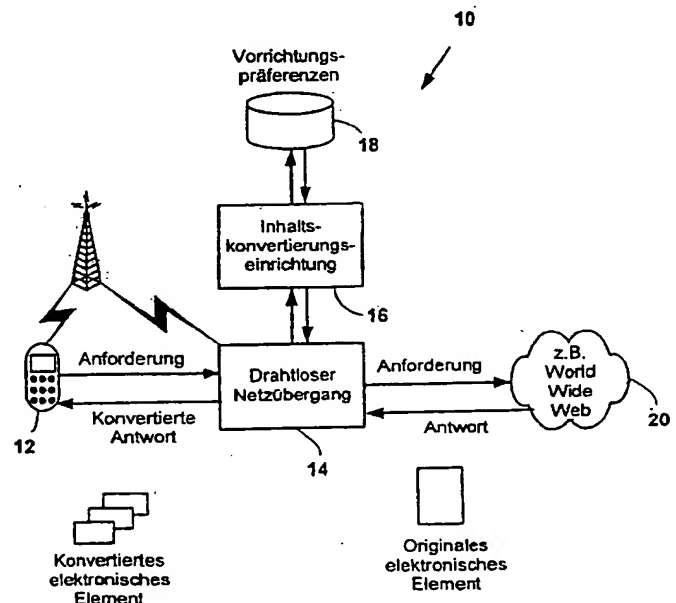 10
Vorrichtungs-
präferenzen
18
Inhalts-
konvertierungs-
einrichtung
16
Anforderung
Drahtloser
Netzübergang
Anforderung
z.B.
World
Wide
Web
Konvertierte
Antwort
Antwort
12
14
20
Konvertiertes
elektronisches
Element
Originales
elektronisches
Element